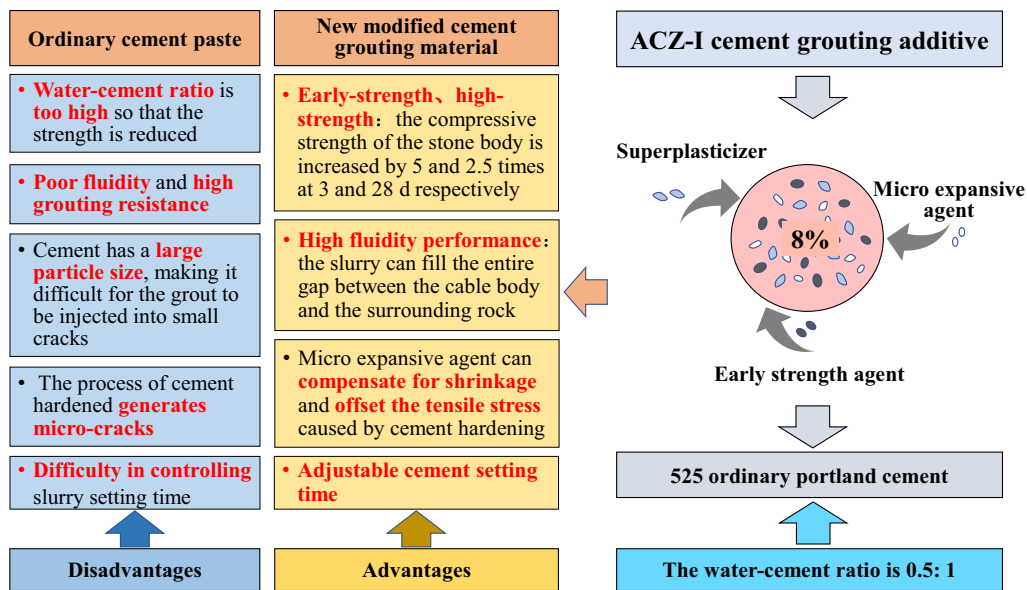 Ordinary cement paste
• Water-cement ratio is
too high so that the
strength is reduced
• Poor fluidity and high
grouting resistance
• Cement has a large
particle size, making it
difficult for the grout to
be injected into small
cracks
• The process of cement
hardened generates
micro-cracks
• Difficulty in controlling
slurry setting time
Disadvantages
New modified cement
grouting material
• Early-strength、high-
strength：the compressive
strength of the stone body is
increased by 5 and 2.5 times
at 3 and 28 d respectively
• High fluidity performance：
the slurry can fill the entire
gap between the cable body
and the surrounding rock
• Micro expansive agent can
compensate for shrinkage
and offset the tensile stress
caused by cement hardening
• Adjustable cement setting
time
Advantages
ACZ-I cement grouting additive
Superplasticizer
Micro expansive
agent
8%
Early strength agent
525 ordinary portland cement
The water-cement ratio is 0.5: 1